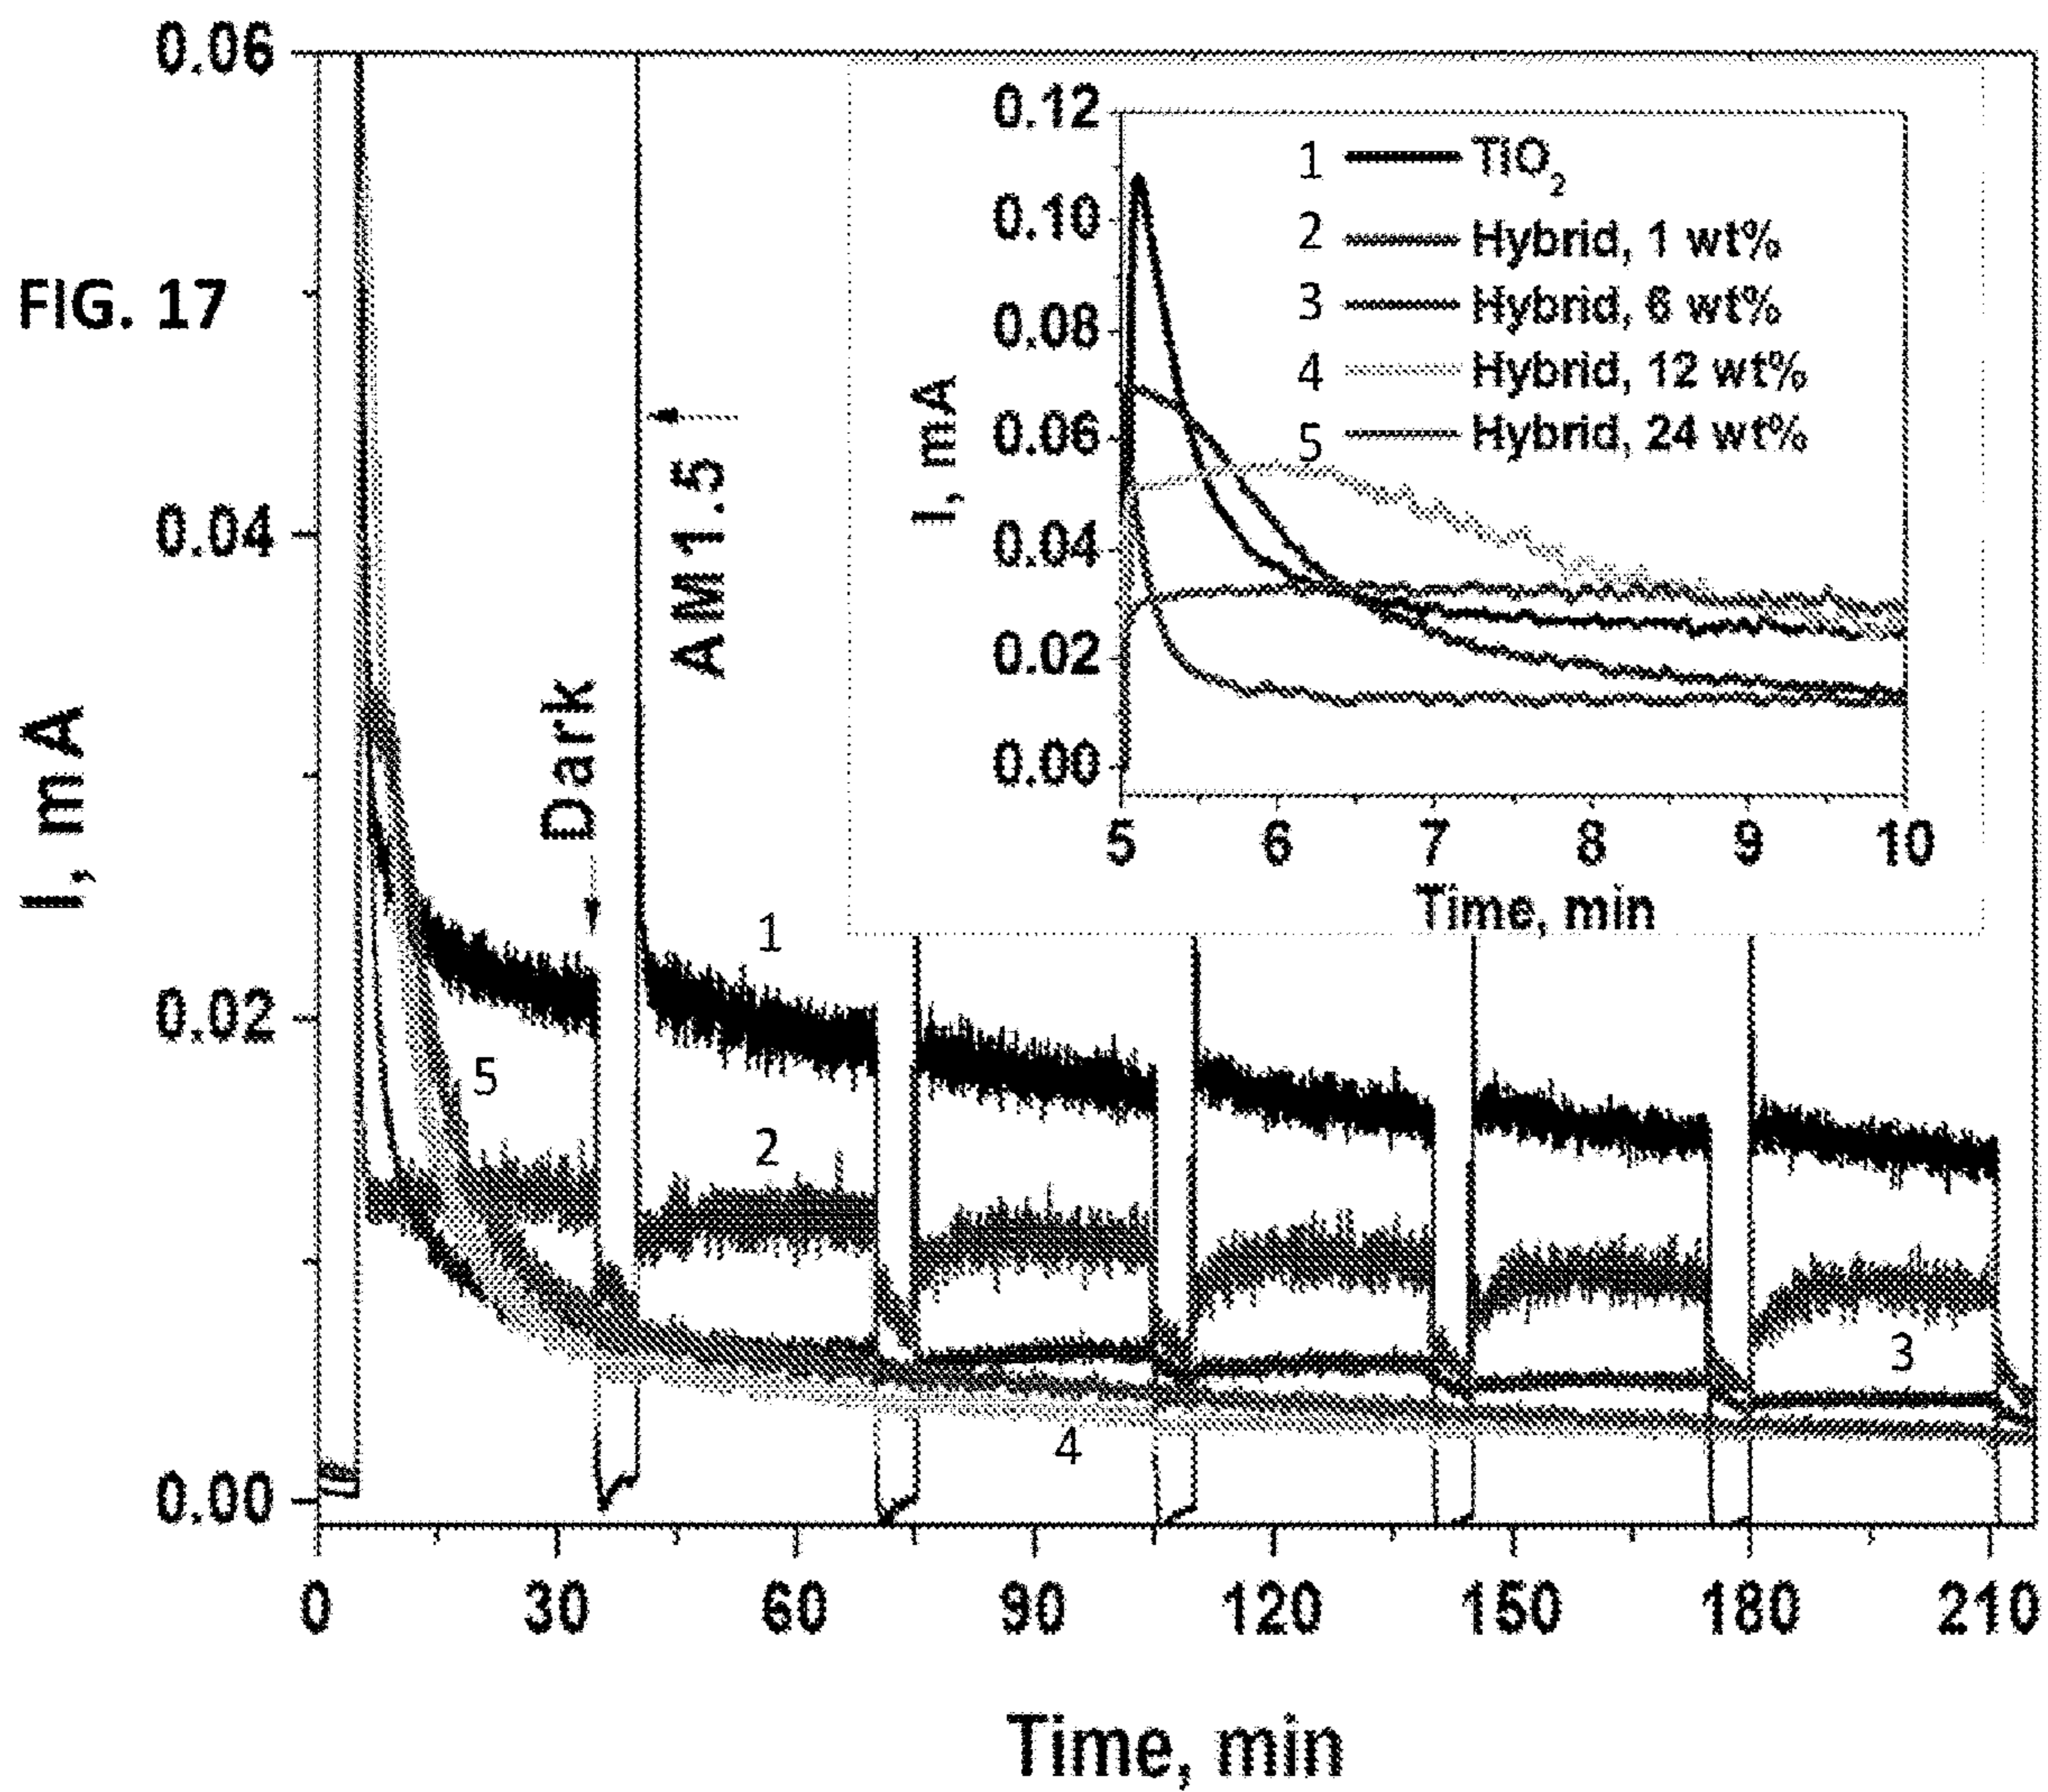 FIG. 17
I, mA
0.06
0.04
0.02
0.00
0
30
60
90
120
150
180
210
Time, min
Dark
AM1.5
1
5
2
3
4
I, mA
0.12
0.10
0.08
0.06
0.04
0.02
0.00
5
6
7
8
9
10
Time, min
1 TiO2
2 Hybrid, 1 wt%
3 Hybrid, 6 wt%
4 Hybrid, 12 wt%
5 Hybrid, 24 wt%